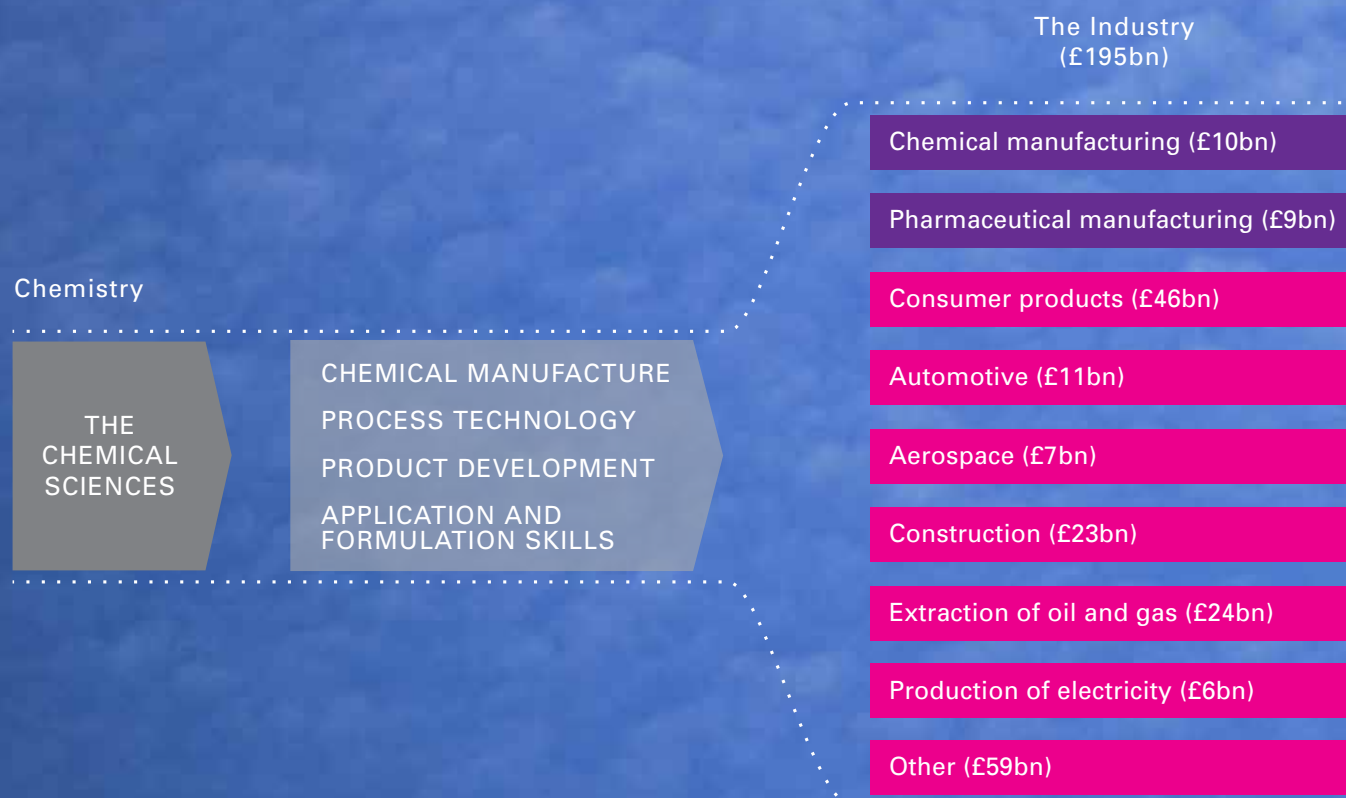 The Industry
(£195bn)
Chemistry
THE
CHEMICAL
SCIENCES
CHEMICAL MANUFACTURE
PROCESS TECHNOLOGY
PRODUCT DEVELOPMENT
APPLICATION AND
FORMULATION SKILLS
Chemical manufacturing (£10bn)
Pharmaceutical manufacturing (£9bn)
Consumer products (£46bn)
Automotive (£11bn)
Aerospace (£7bn)
Construction (£23bn)
Extraction of oil and gas (£24bn)
Production of electricity (£6bn)
Other (£59bn)